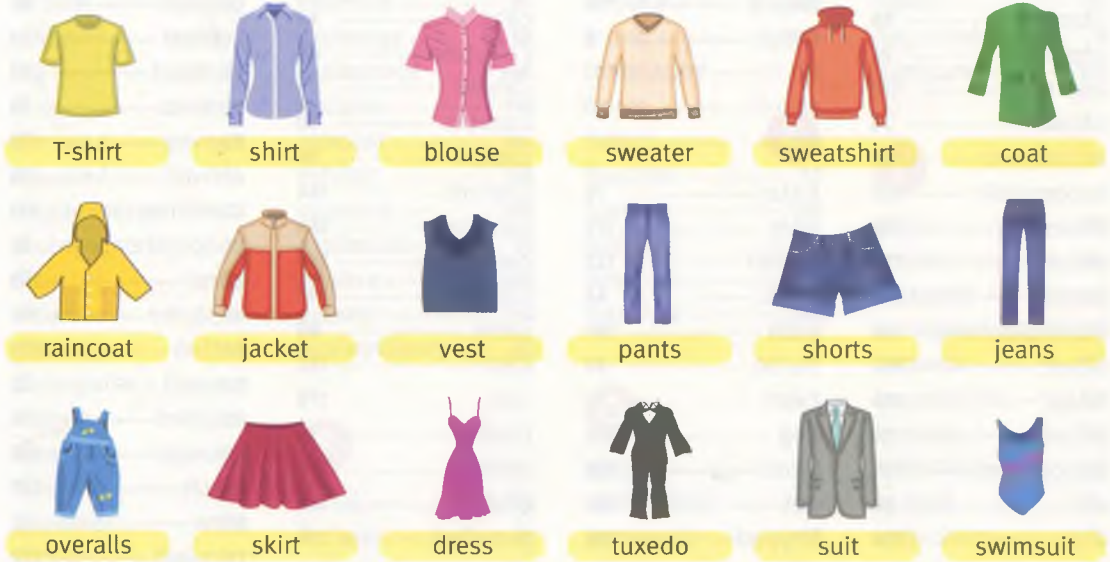 T-shirt shirt blouse sweater sweatshirt coat
raincoat jacket vest pants shorts jeans
overalls skirt dress tuxedo suit swimsuit